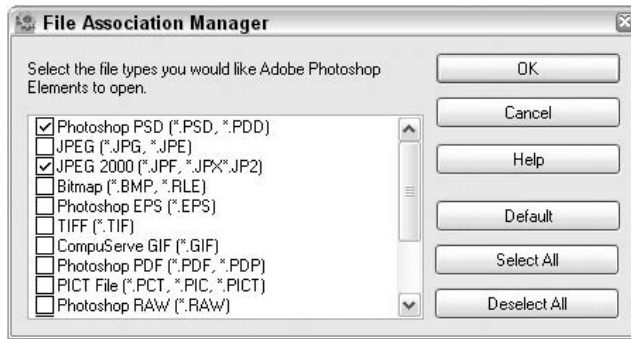 File Association Manager
Select the file types you would like Adobe Photoshop
Elements to open.
Photoshop PSD (*.PSD, *.PDD)
JPEG (*.JPG, *.JPE)
JPEG 2000 (*.JPF, *.JPX*.JP2)
Bitmap (*.BMP, *.RLE)
Photoshop EPS (*.EPS)
TIFF (*.TIF)
CompuServe GIF (*.GIF)
Photoshop PDF (*.PDF, *.PDP)
PICT File (*.PCT, *.PIC, *.PICT)
Photoshop RAW (*.RAW)
OK
Cancel
Help
Default
Select All
Deselect All